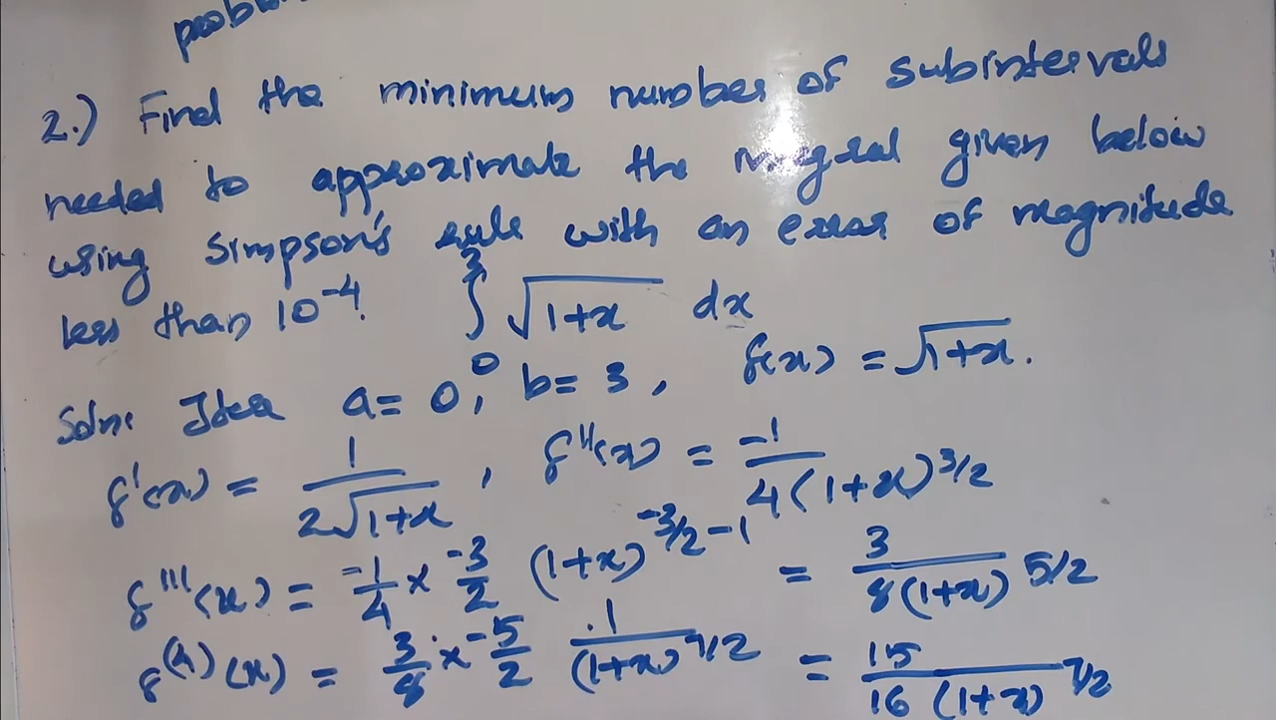 2.) Find the minimum number of subintervals
needed to approximate the integral given below
using Simpson's rule with an error of magnitude
less than 10^-4. ∫_0^3 √(1+x) dx
Soln: Idea a = 0, b = 3, f(x) = √(1+x).
f'(x) = 1/(2√(1+x)), f''(x) = -1/(4(1+x)^(3/2))
f'''(x) = -1/4 × -3/2 (1+x)^(-3/2-1) = 3/(8(1+x)^(5/2))
f^(4)(x) = 3/8 × -5/2 1/(1+x)^(7/2) = 15/(16(1+x)^(7/2))